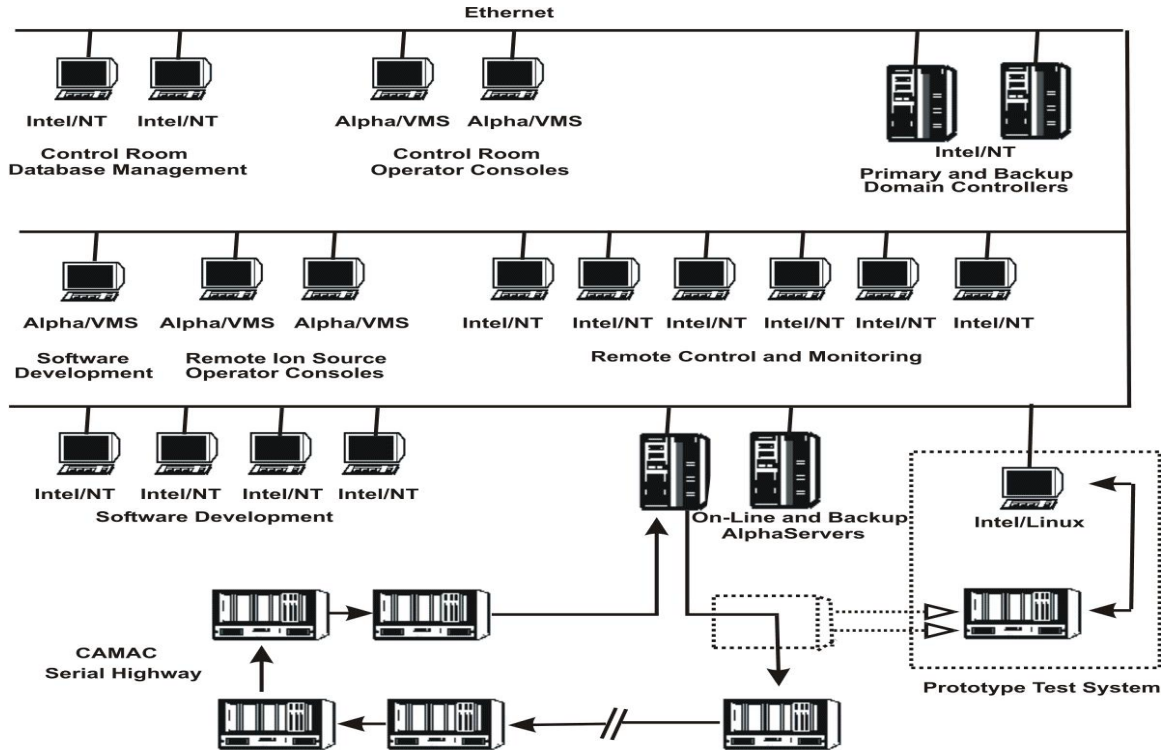 Ethernet
Intel/NT Intel/NT Alpha/VMS Alpha/VMS
Control Room
Database Management
Control Room
Operator Consoles
Intel/NT
Primary and Backup
Domain Controllers
Alpha/VMS Alpha/VMS Alpha/VMS Intel/NT Intel/NT Intel/NT Intel/NT Intel/NT Intel/NT
Software
Development
Remote Ion Source
Operator Consoles
Remote Control and Monitoring
Intel/NT Intel/NT Intel/NT Intel/NT
Software Development
On-Line and Backup
AlphaServers
Intel/Linux
CAMAC
Serial Highway
Prototype Test System